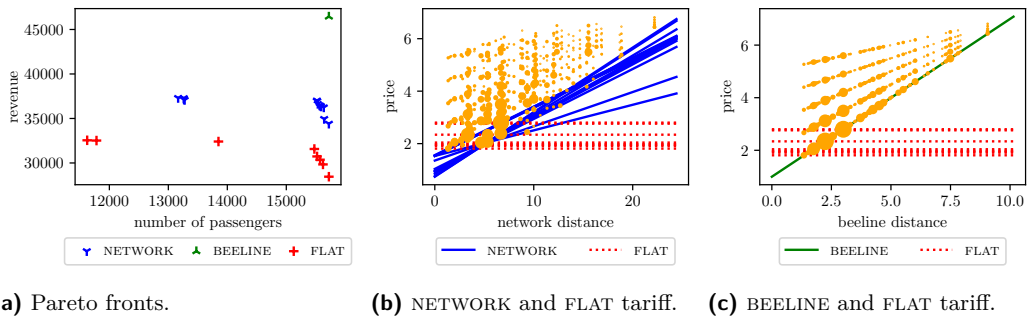 45000
40000
35000
30000
revenue
12000 13000 14000 15000
number of passengers
NETWORK BEELINE FLAT
a) Pareto fronts.
6
4
2
price
0 10 20
network distance
NETWORK FLAT
(b) NETWORK and FLAT tariff.
6
4
2
price
0.0 2.5 5.0 7.5 10.0
beeline distance
BEELINE FLAT
(c) BEELINE and FLAT tariff.